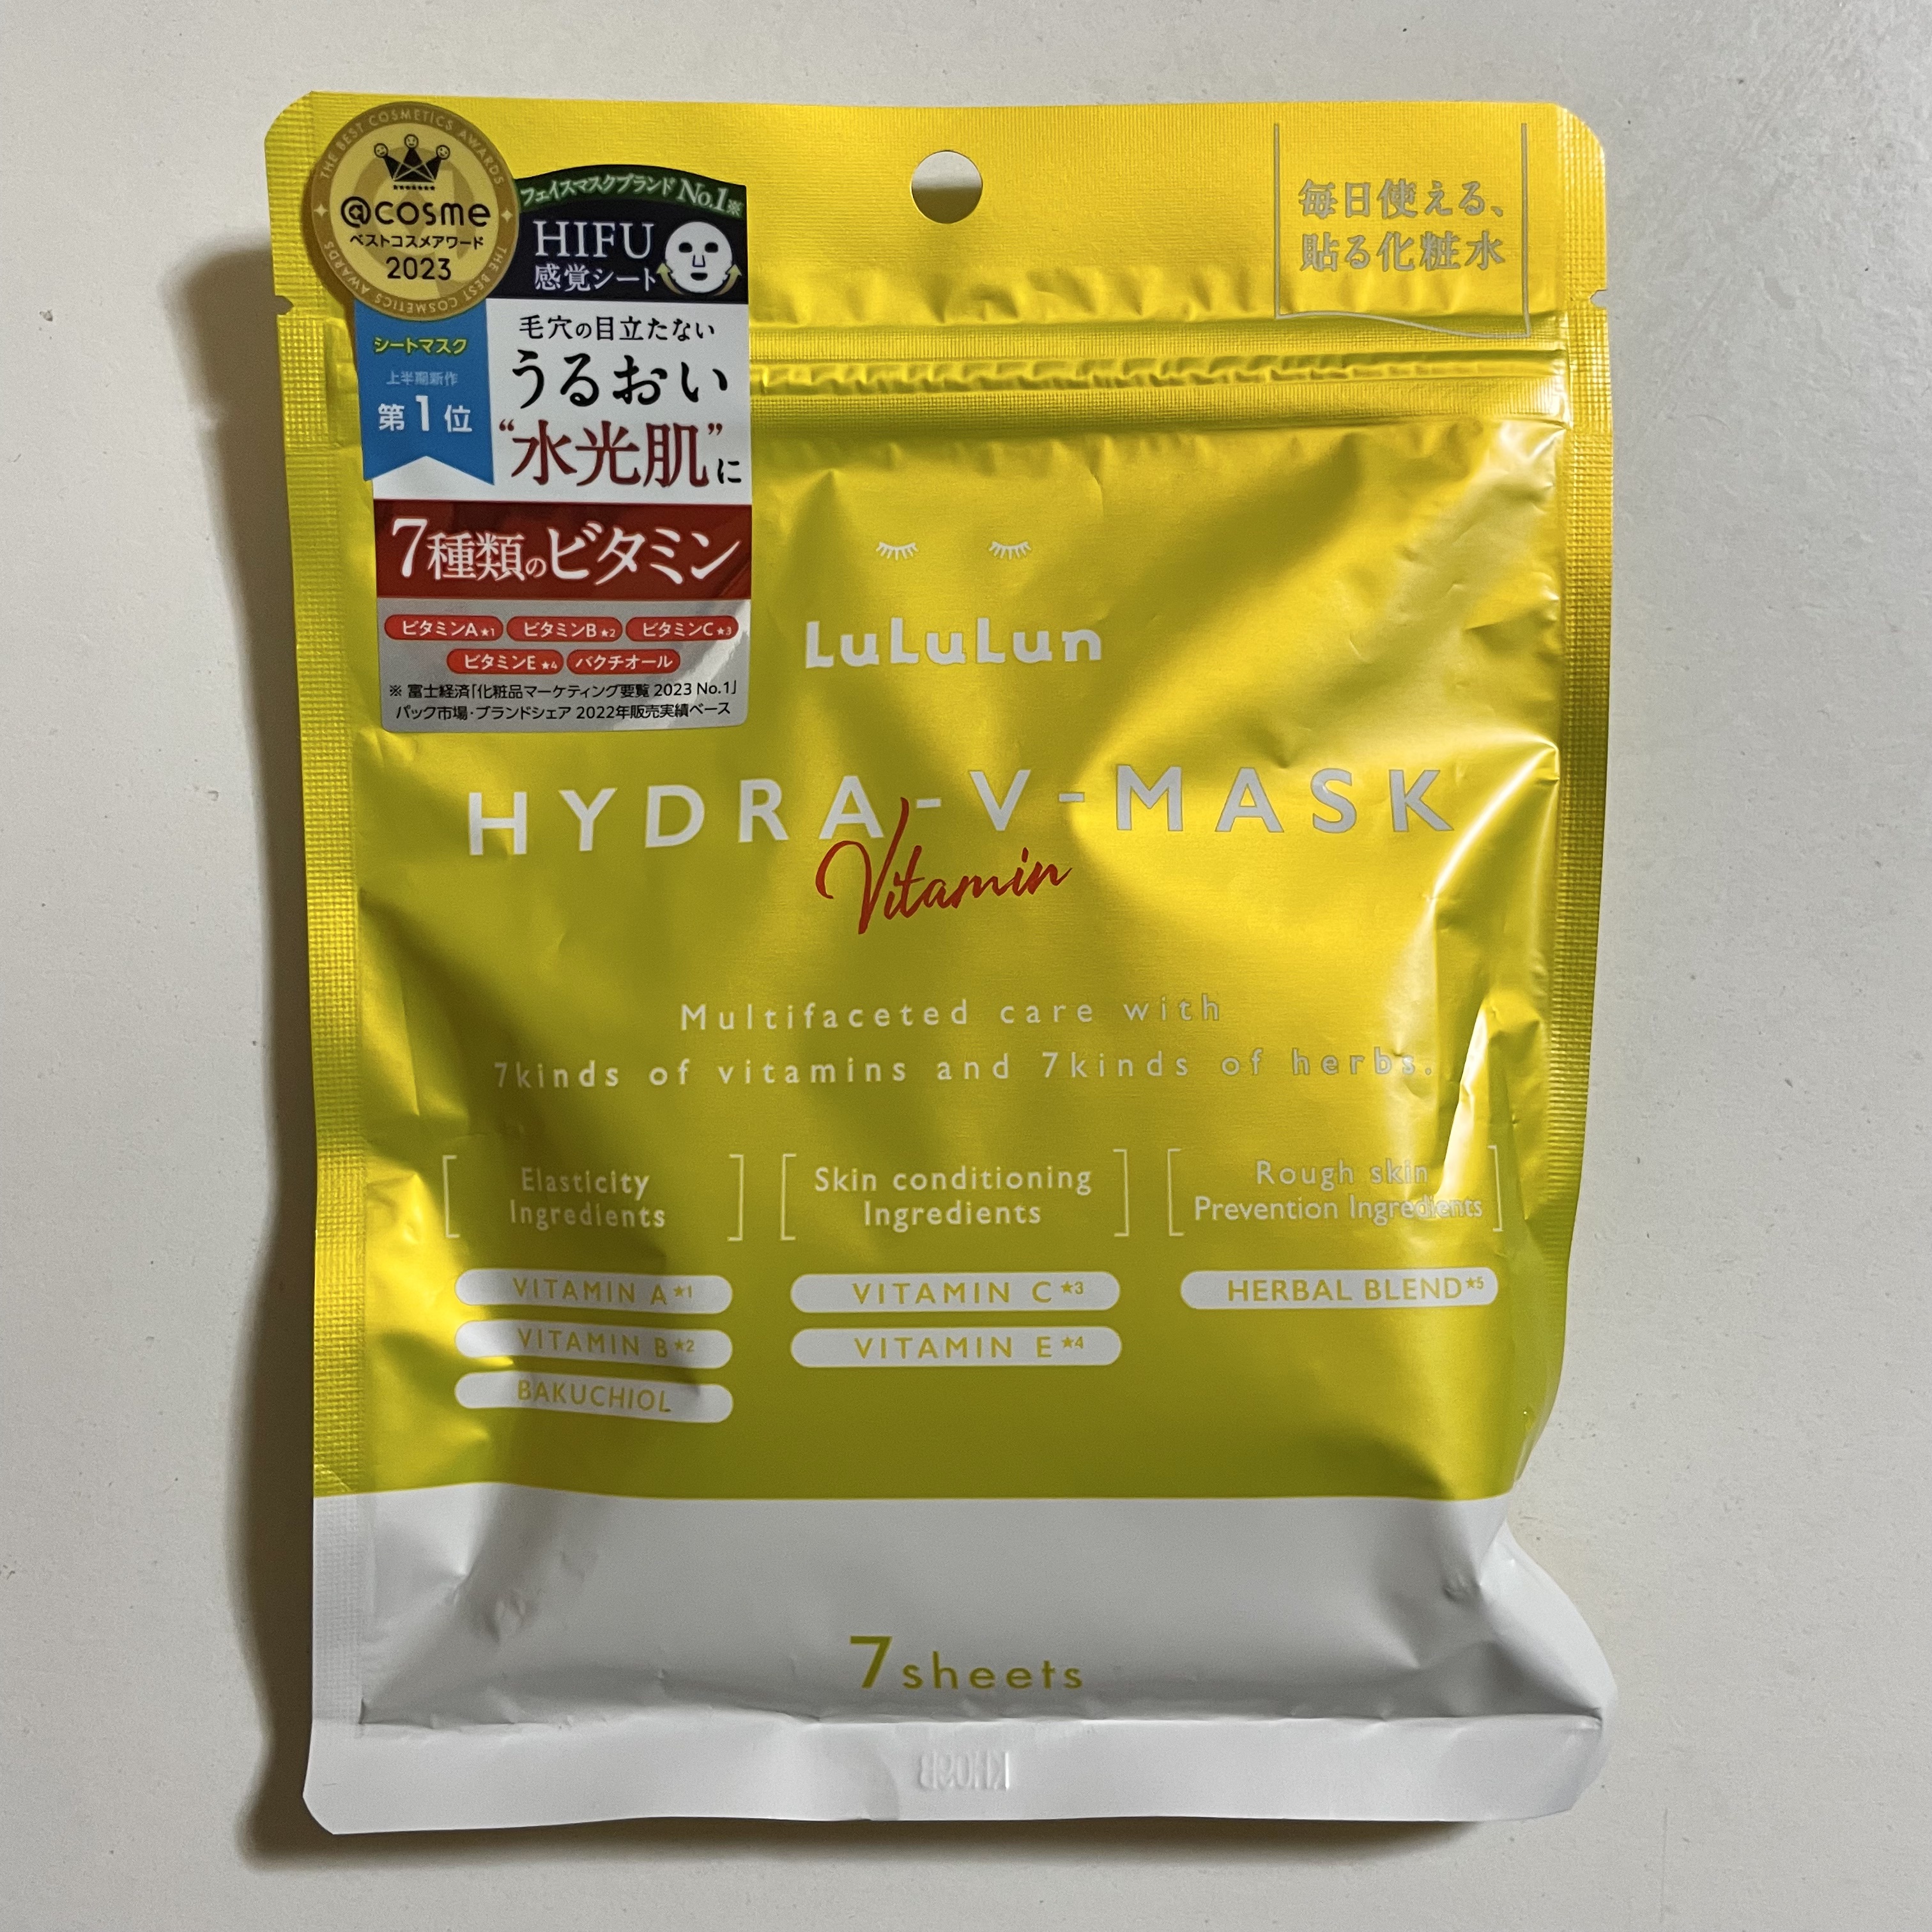 THE BEST COSMETICS AWARDS
@cosme
ベストコスメアワード
2023
THE BEST COSMETICS AWARDS
シートマスク
上半期新作
第1位
フェイスマスクブランド No.1※
HIFU
感覚シート
毛穴の目立たない
うるおい
“水光肌”に
7種類のビタミン
ビタミンA★1 ビタミンB★2 ビタミンC★3
ビタミンE★4 バクチオール
※ 富士経済「化粧品マーケティング要覧 2023 No.1」
パック市場・ブランドシェア 2022年販売実績ベース
毎日使える、
貼る化粧水
LuLuLun
HYDRA-V-MASK
Vitamin
Multifaceted care with
7kinds of vitamins and 7kinds of herbs.
Elasticity
Ingredients
VITAMIN A★1
VITAMIN B★2
BAKUCHIOL
Skin conditioning
Ingredients
VITAMIN C★3
VITAMIN E★4
Rough skin
Prevention Ingredients
HERBAL BLEND★5
7sheets